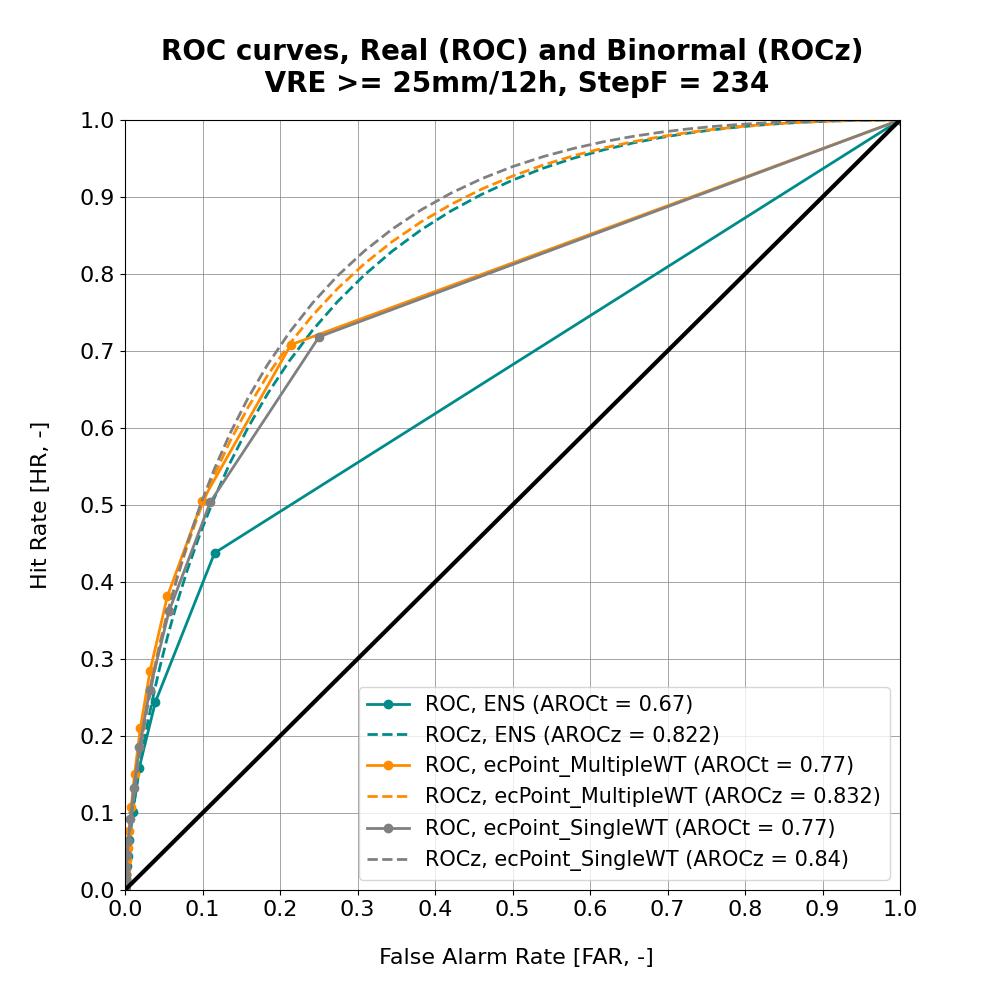 ROC curves, Real (ROC) and Binormal (ROCz)
VRE >= 25mm/12h, StepF = 234
1.0
0.9
0.8
0.7
0.6
0.5
0.4
0.3
0.2
0.1
0.0
Hit Rate [HR, -]
ROC, ENS (AROCt = 0.67)
ROCz, ENS (AROCz = 0.822)
ROC, ecPoint_MultipleWT (AROCt = 0.77)
ROCz, ecPoint_MultipleWT (AROCz = 0.832)
ROC, ecPoint_SingleWT (AROCt = 0.77)
ROCz, ecPoint_SingleWT (AROCz = 0.84)
0.0 0.1 0.2 0.3 0.4 0.5 0.6 0.7 0.8 0.9 1.0
False Alarm Rate [FAR, -]